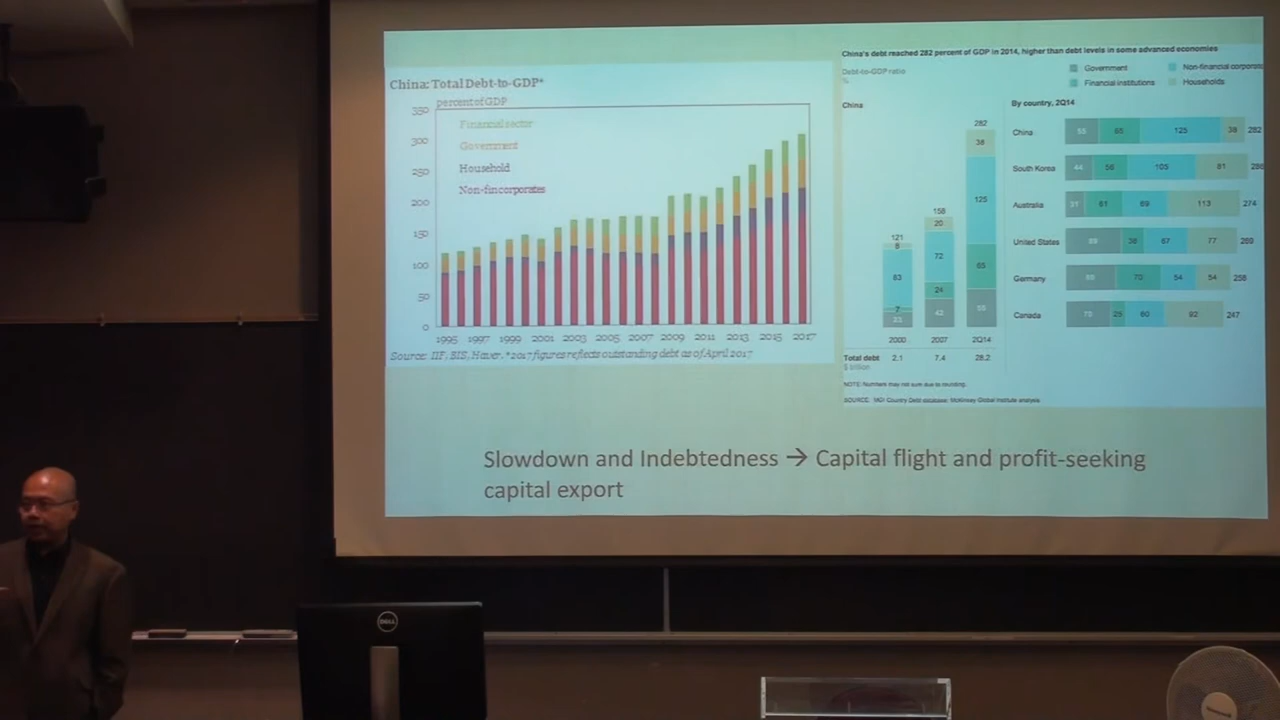 China: Total Debt-to-GDP*
percent of GDP
350
300
250
200
150
100
50
0
Financial sector
Government
Household
Non-fin corporates
1995 1997 1999 2001 2003 2005 2007 2009 2011 2013 2015 2017
Source: IIF, BIS, Haver. *2017 figures reflects outstanding debt as of April 2017
China's debt reached 282 percent of GDP in 2014, higher than debt levels in some advanced economies
Debt-to-GDP ratio
%
Government
Non-financial corporate
Financial institutions
Households
China
121
8
83
7
23
158
20
72
24
42
282
38
125
65
55
2000 2007 2Q14
Total debt 2.1 7.4 28.2
$ trillion
By country, 2Q14
China 55 65 125 38 282
South Korea 44 56 105 81 286
Australia 31 61 69 113 274
United States 89 36 67 77 269
Germany 80 70 54 54 258
Canada 70 25 60 92 247
NOTE: Numbers may not sum due to rounding.
SOURCE: MGI Country Debt database; McKinsey Global Institute analysis
Slowdown and Indebtedness → Capital flight and profit-seeking
capital export
DELL